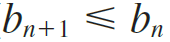 b_{n+1} ⩽ b_n